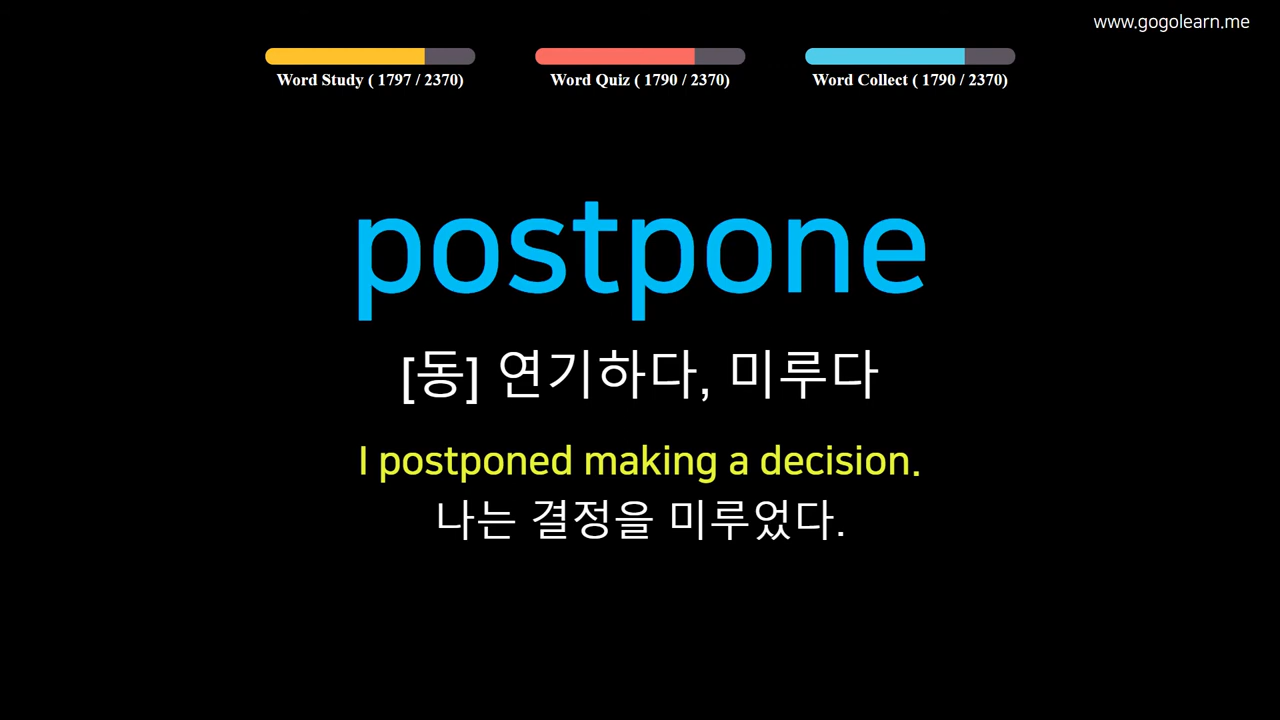 www.gogolearn.me
Word Study ( 1797 / 2370)
Word Quiz ( 1790 / 2370)
Word Collect ( 1790 / 2370)
postpone
[동] 연기하다, 미루다
I postponed making a decision.
나는 결정을 미루었다.